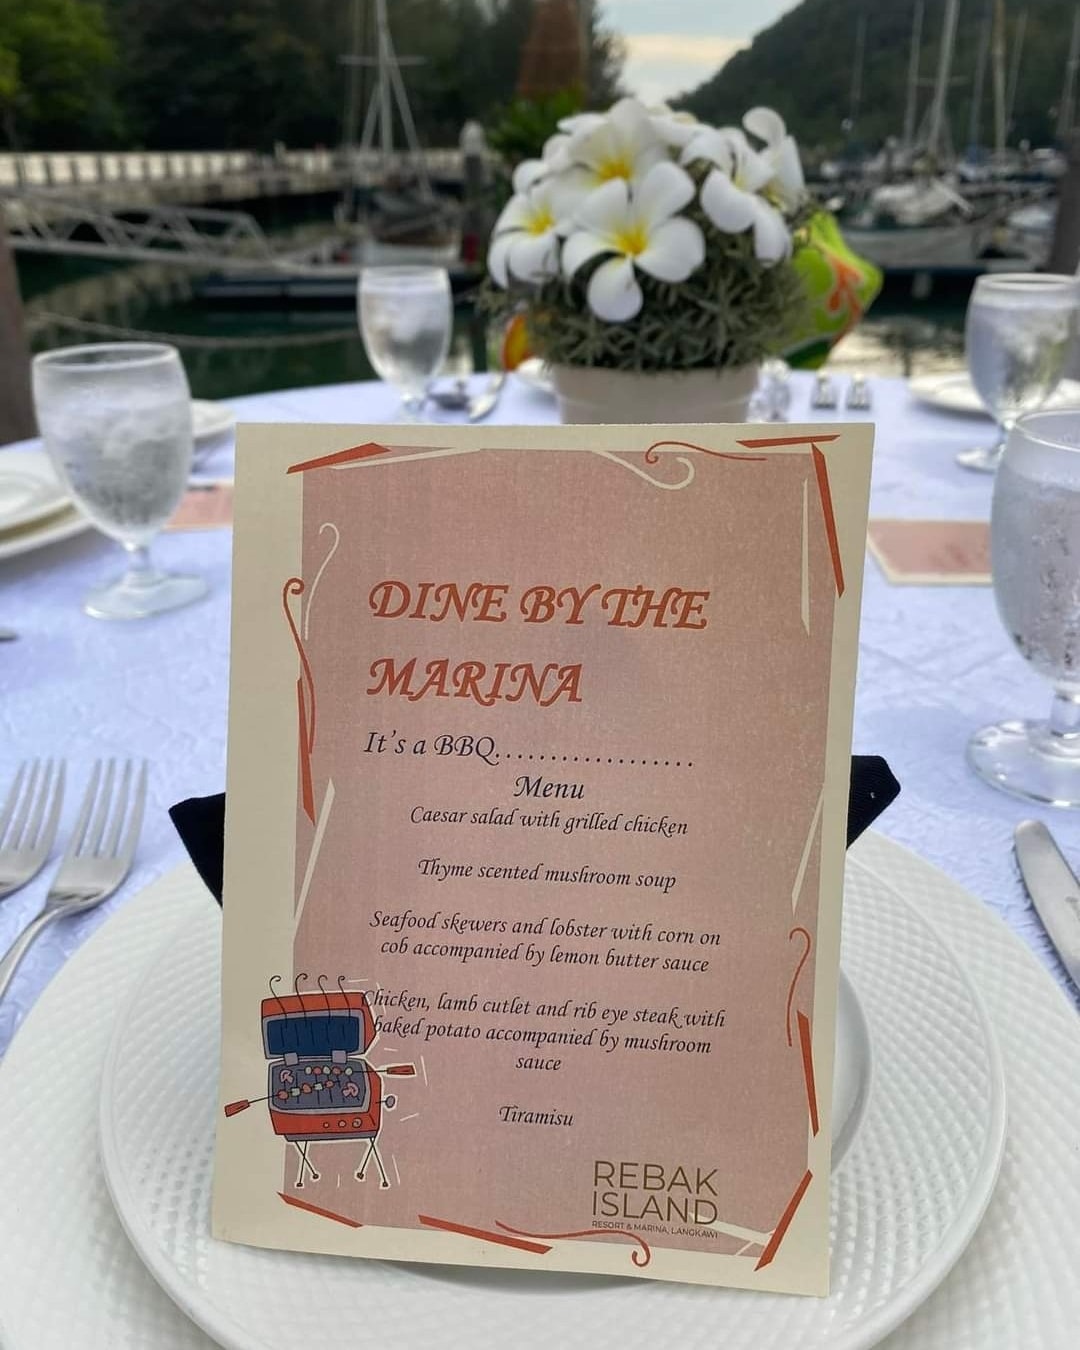 DINE BY THE
MARINA
It's a BBQ..................
Menu
Caesar salad with grilled chicken
Thyme scented mushroom soup
Seafood skewers and lobster with corn on
cob accompanied by lemon butter sauce
Chicken, lamb cutlet and rib eye steak with
baked potato accompanied by mushroom
sauce
Tiramisu
REBAK
ISLAND
RESORT & MARINA, LANGKAWI